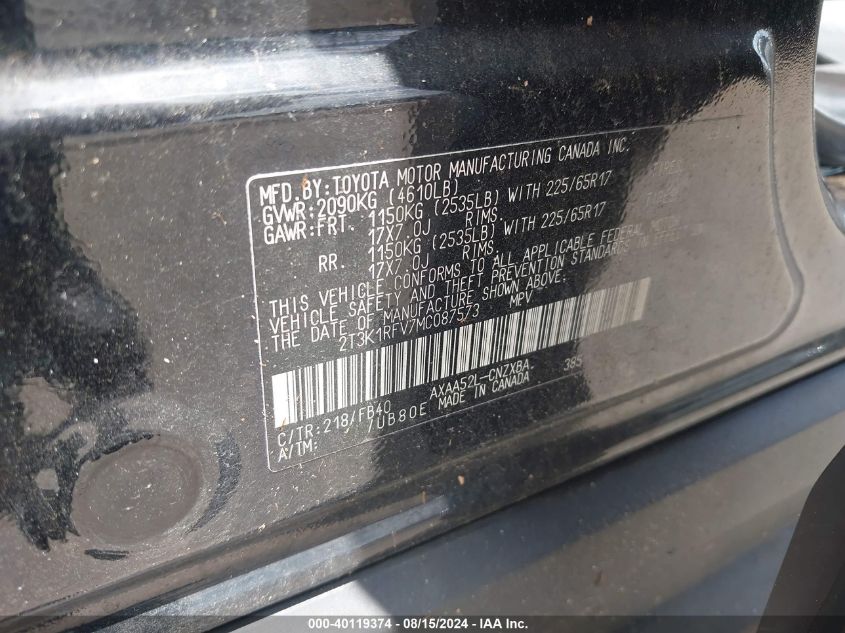 MFD.BY:TOYOTA MOTOR MANUFACTURING CANADA INC.
GVWR:2090KG (4610LB)
GAWR:FRT. 1150KG (2535LB) WITH 225/65R17
17X7.0J RIMS.
RR. 1150KG (2535LB) WITH 225/65R17
17X7.0J RIMS.
THIS VEHICLE CONFORMS TO ALL APPLICABLE FEDERAL MOTOR
VEHICLE SAFETY AND THEFT PREVENTION STANDARDS IN EFFECT ON
THE DATE OF MANUFACTURE SHOWN ABOVE.
2T3K1RFV7MC087573 MPV
C/TR:218/FB40 AXAA52L-CNZXBA 385
A/TM: /UB80E MADE IN CANADA
000-40119374 - 08/15/2024 - IAA Inc.